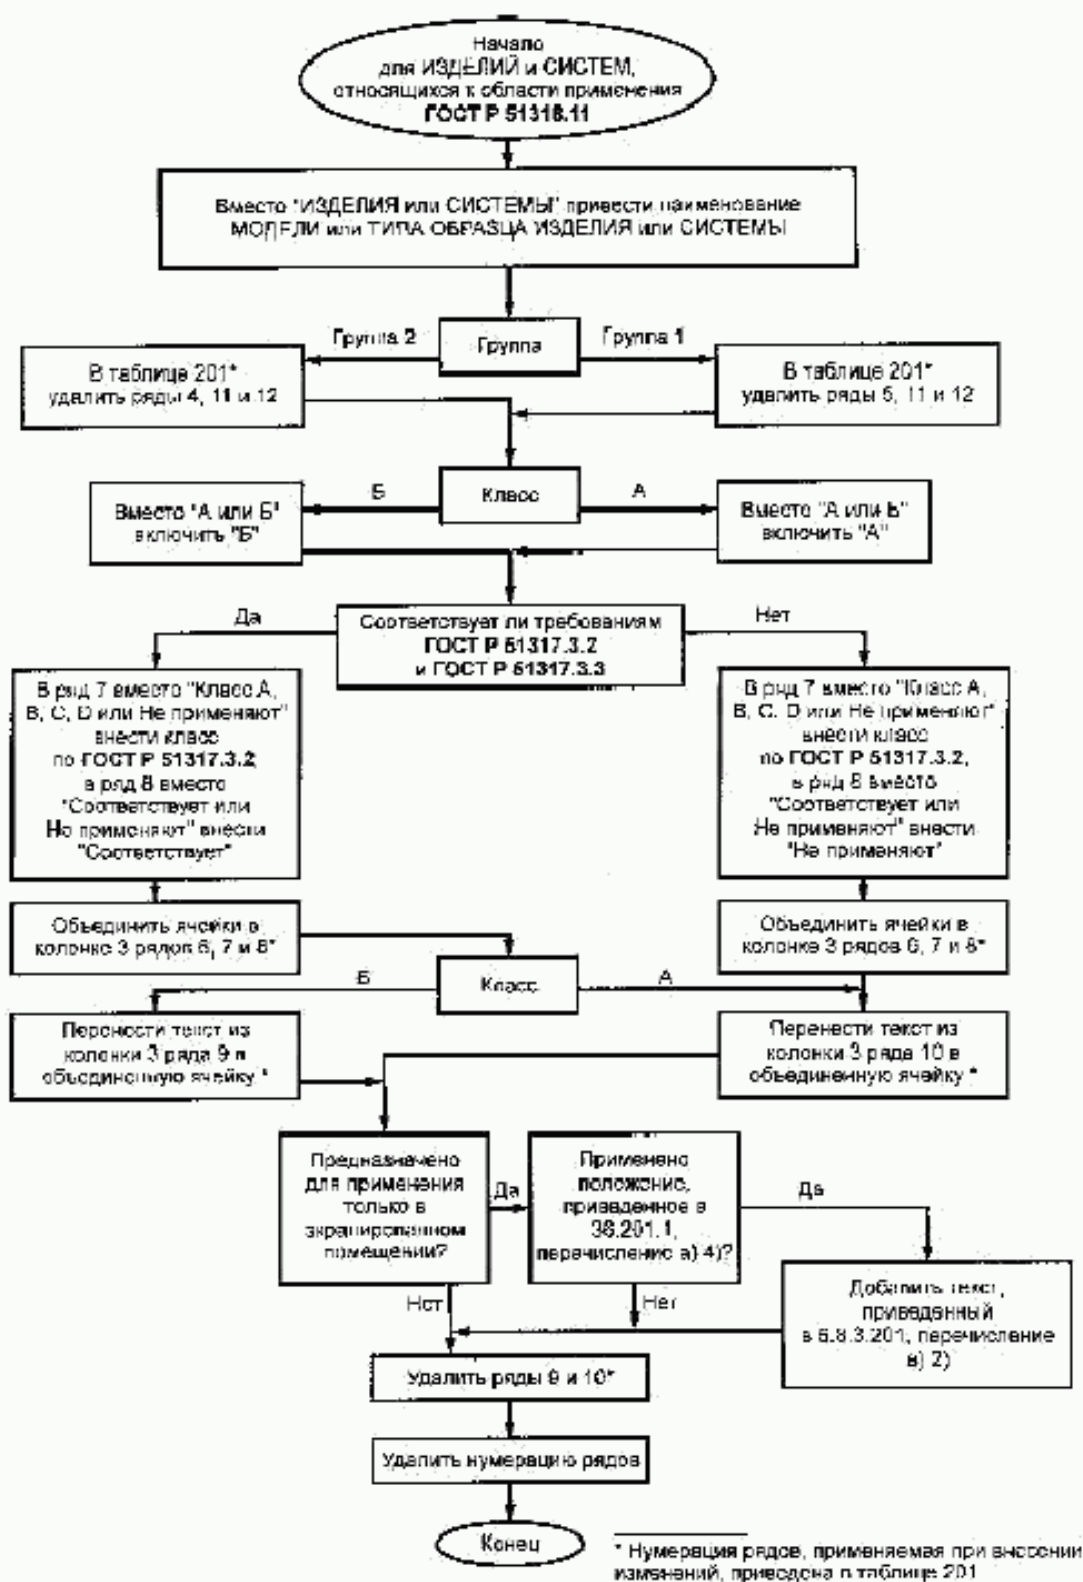 Начало
для ИЗДЕЛИЙ и СИСТЕМ,
относящихся к области применения
ГОСТ Р 51318.11
Вместо "ИЗДЕЛИЯ или СИСТЕМЫ" привести наименование
МОДЕЛИ или ТИПА ОБРАЗЦА ИЗДЕЛИЯ или СИСТЕМЫ
Группа 2
Группа
Группа 1
В таблице 201*
удалить ряды 4, 11 и 12
В таблице 201*
удалить ряды 5, 11 и 12
Б
Класс
А
Вместо "А или Б"
включить "Б"
Вместо "А или Б"
включить "А"
Да
Соответствует ли требованиям
ГОСТ Р 51317.3.2
и ГОСТ Р 51317.3.3
Нет
В ряд 7 вместо "Класс А,
В, С, D или Не применяют"
внести класс
по ГОСТ Р 51317.3.2,
в ряд 8 вместо
"Соответствует или
Не применяют" внести
"Соответствует"
В ряд 7 вместо "Класс А,
В, С, D или Не применяют"
внести класс
по ГОСТ Р 51317.3.2,
в ряд 8 вместо
"Соответствует или
Не применяют" внести
"Не применяют"
Объединить ячейки в
колонке 3 рядов 6, 7 и 8*
Объединить ячейки в
колонке 3 рядов 6, 7 и 8*
Б
Класс
А
Перенести текст из
колонки 3 ряда 9 в
объединенную ячейку *
Перенести текст из
колонки 3 ряда 10 в
объединенную ячейку *
Предназначено
для применения
только в
экранированном
помещении?
Да
Применено
положение,
приведенное в
36.201.1,
перечисление а) 4)?
Да
Нет
Нет
Добавить текст,
приведенный
в 6.8.3.201, перечисление
в) 2)
Удалить ряды 9 и 10*
Удалить нумерацию рядов
Конец
* Нумерация рядов, применяемая при внесении
изменений, приведена в таблице 201